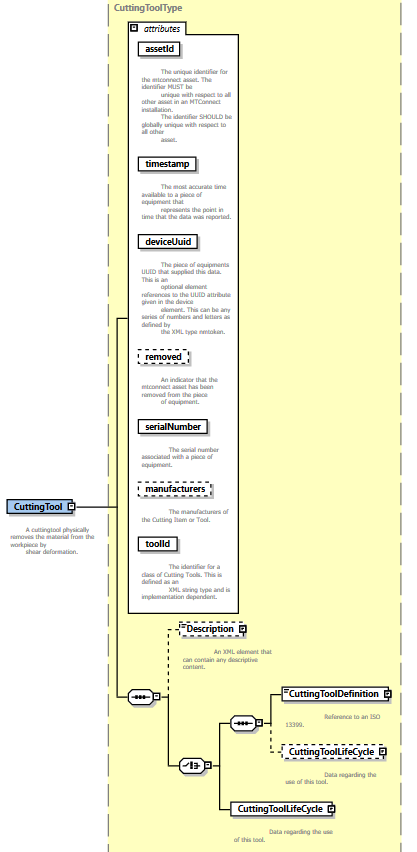 CuttingToolType
attributes
assetId
The unique identifier for
the mtconnect asset. The
identifier MUST be
unique with respect to all
other asset in an MTConnect
installation.
The identifier SHOULD be
globally unique with respect to
all other
asset.
timestamp
The most accurate time
available to a piece of
equipment that
represents the point in
time that the data was reported.
deviceUuid
The piece of equipments
UUID that supplied this data.
This is an
optional element
references to the UUID attribute
given in the device
element. This can be any
series of numbers and letters as
defined by
the XML type nmtoken.
removed
An indicator that the
mtconnect asset has been
removed from the piece
of equipment.
serialNumber
The serial number
associated with a piece of
equipment.
manufacturers
The manufacturers of
the Cutting Item or Tool.
toolId
The identifier for a
class of Cutting Tools. This is
defined as an
XML string type and is
implementation dependent.
CuttingTool
A cuttingtool physically
removes the material from the
workpiece by
shear deformation.
Description
An XML element that
can contain any descriptive
content.
CuttingToolDefinition
Reference to an ISO
13399.
CuttingToolLifeCycle
Data regarding the
use of this tool.
CuttingToolLifeCycle
Data regarding the use
of this tool.